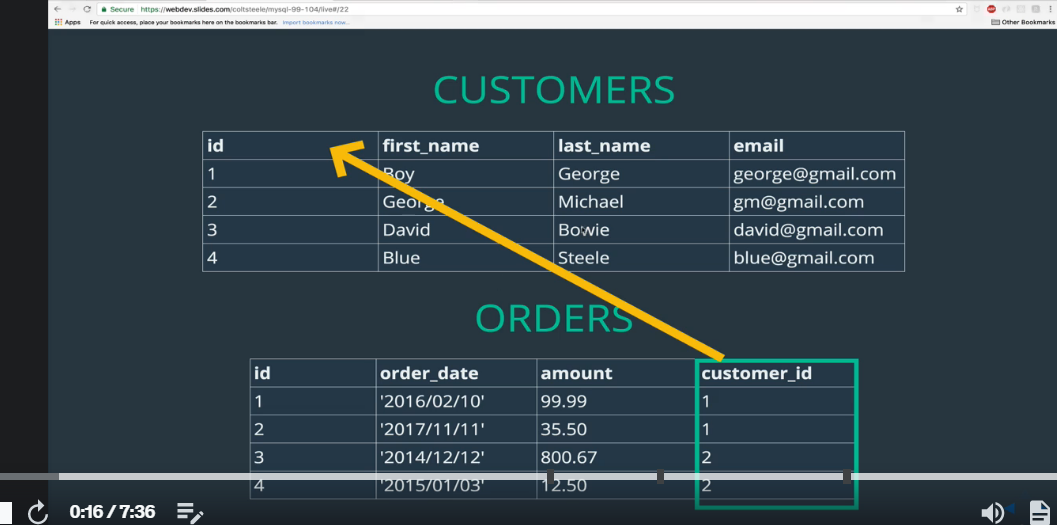 Secure https://webdev.slides.com/coltsteele/mysql-99-104/live#/22
Apps For quick access, place your bookmarks here on the bookmarks bar. Import bookmarks now... Other Bookmarks
CUSTOMERS
id first_name last_name email
1 Boy George george@gmail.com
2 George Michael gm@gmail.com
3 David Bowie david@gmail.com
4 Blue Steele blue@gmail.com
ORDERS
id order_date amount customer_id
1 '2016/02/10' 99.99 1
2 '2017/11/11' 35.50 1
3 '2014/12/12' 800.67 2
4 '2015/01/03' 12.50 2
0:16 / 7:36